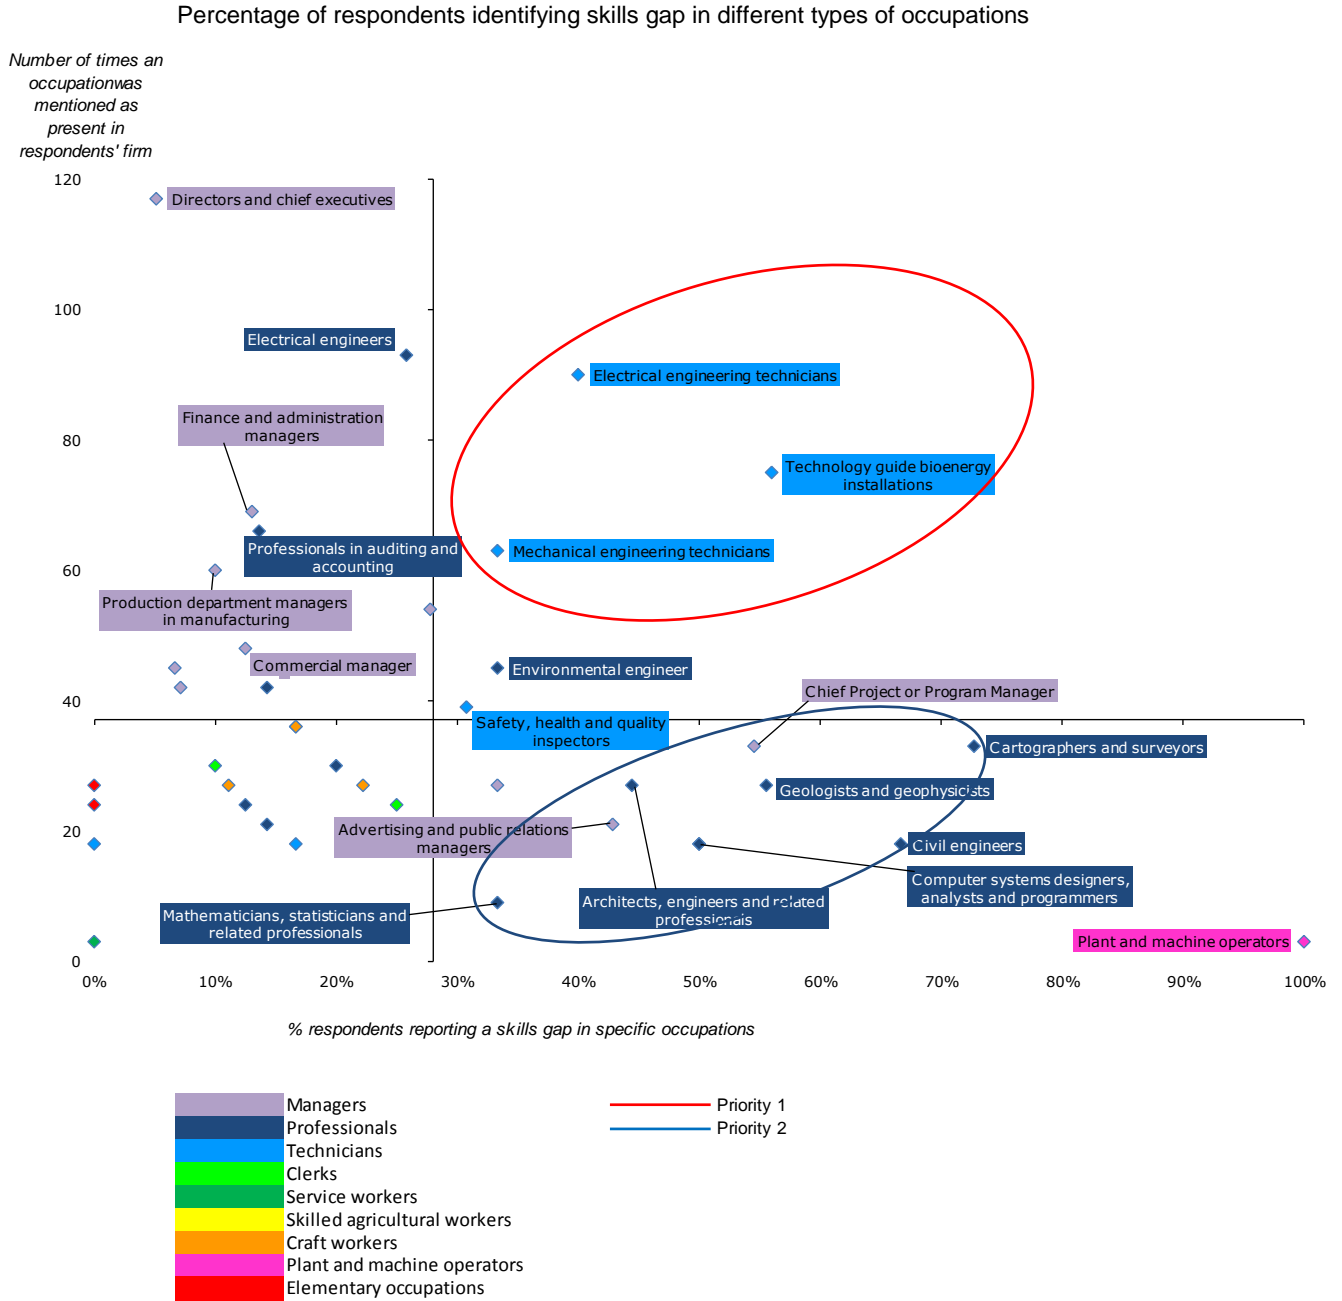 Percentage of respondents identifying skills gap in different types of occupations
Number of times an
occupationwas
mentioned as
present in
respondents' firm
120
Directors and chief executives
100
Electrical engineers
Electrical engineering technicians
Finance and administration
managers
80
Technology guide bioenergy
installations
Professionals in auditing and
accounting
Mechanical engineering technicians
60
Production department managers
in manufacturing
Commercial manager
Environmental engineer
Chief Project or Program Manager
40
Safety, health and quality
inspectors
Cartographers and surveyors
Geologists and geophysicists
20
Advertising and public relations
managers
Civil engineers
Computer systems designers,
analysts and programmers
Architects, engineers and related
professionals
Mathematicians, statisticians and
related professionals
Plant and machine operators
0
0% 10% 20% 30% 40% 50% 60% 70% 80% 90% 100%
% respondents reporting a skills gap in specific occupations
Managers
Professionals
Technicians
Clerks
Service workers
Skilled agricultural workers
Craft workers
Plant and machine operators
Elementary occupations
Priority 1
Priority 2